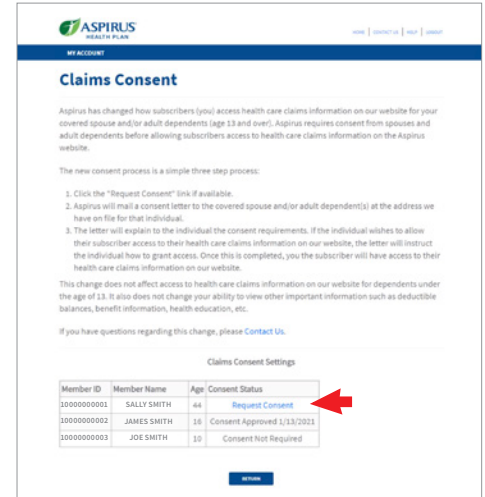 ASPIRUS
HEALTH PLAN
HOME | CONTACT US | HELP | LOGOUT
MY ACCOUNT
Claims Consent
Aspirus has changed how subscribers (you) access health care claims information on our website for your
covered spouse and/or adult dependents (age 13 and over). Aspirus requires consent from spouses and
adult dependents before allowing subscribers access to health care claims information on the Aspirus
website.
The new consent process is a simple three step process:
1. Click the "Request Consent" link if available.
2. Aspirus will mail a consent letter to the covered spouse and/or adult dependent(s) at the address we
have on file for that individual.
3. The letter will explain to the individual the consent requirements. If the individual wishes to allow
their subscriber access to their health care claims information on our website, the letter will instruct
the individual how to grant access. Once this is completed, you the subscriber will have access to their
health care claims information on our website.
This change does not affect access to health care claims information on our website for dependents under
the age of 13. It also does not change your ability to view other important information such as deductible
balances, benefit information, health education, etc.
If you have questions regarding this change, please Contact Us.
Claims Consent Settings
Member ID Member Name Age Consent Status
10000000001 SALLY SMITH 44 Request Consent
10000000002 JAMES SMITH 16 Consent Approved 1/13/2021
10000000003 JOE SMITH 10 Consent Not Required
RETURN